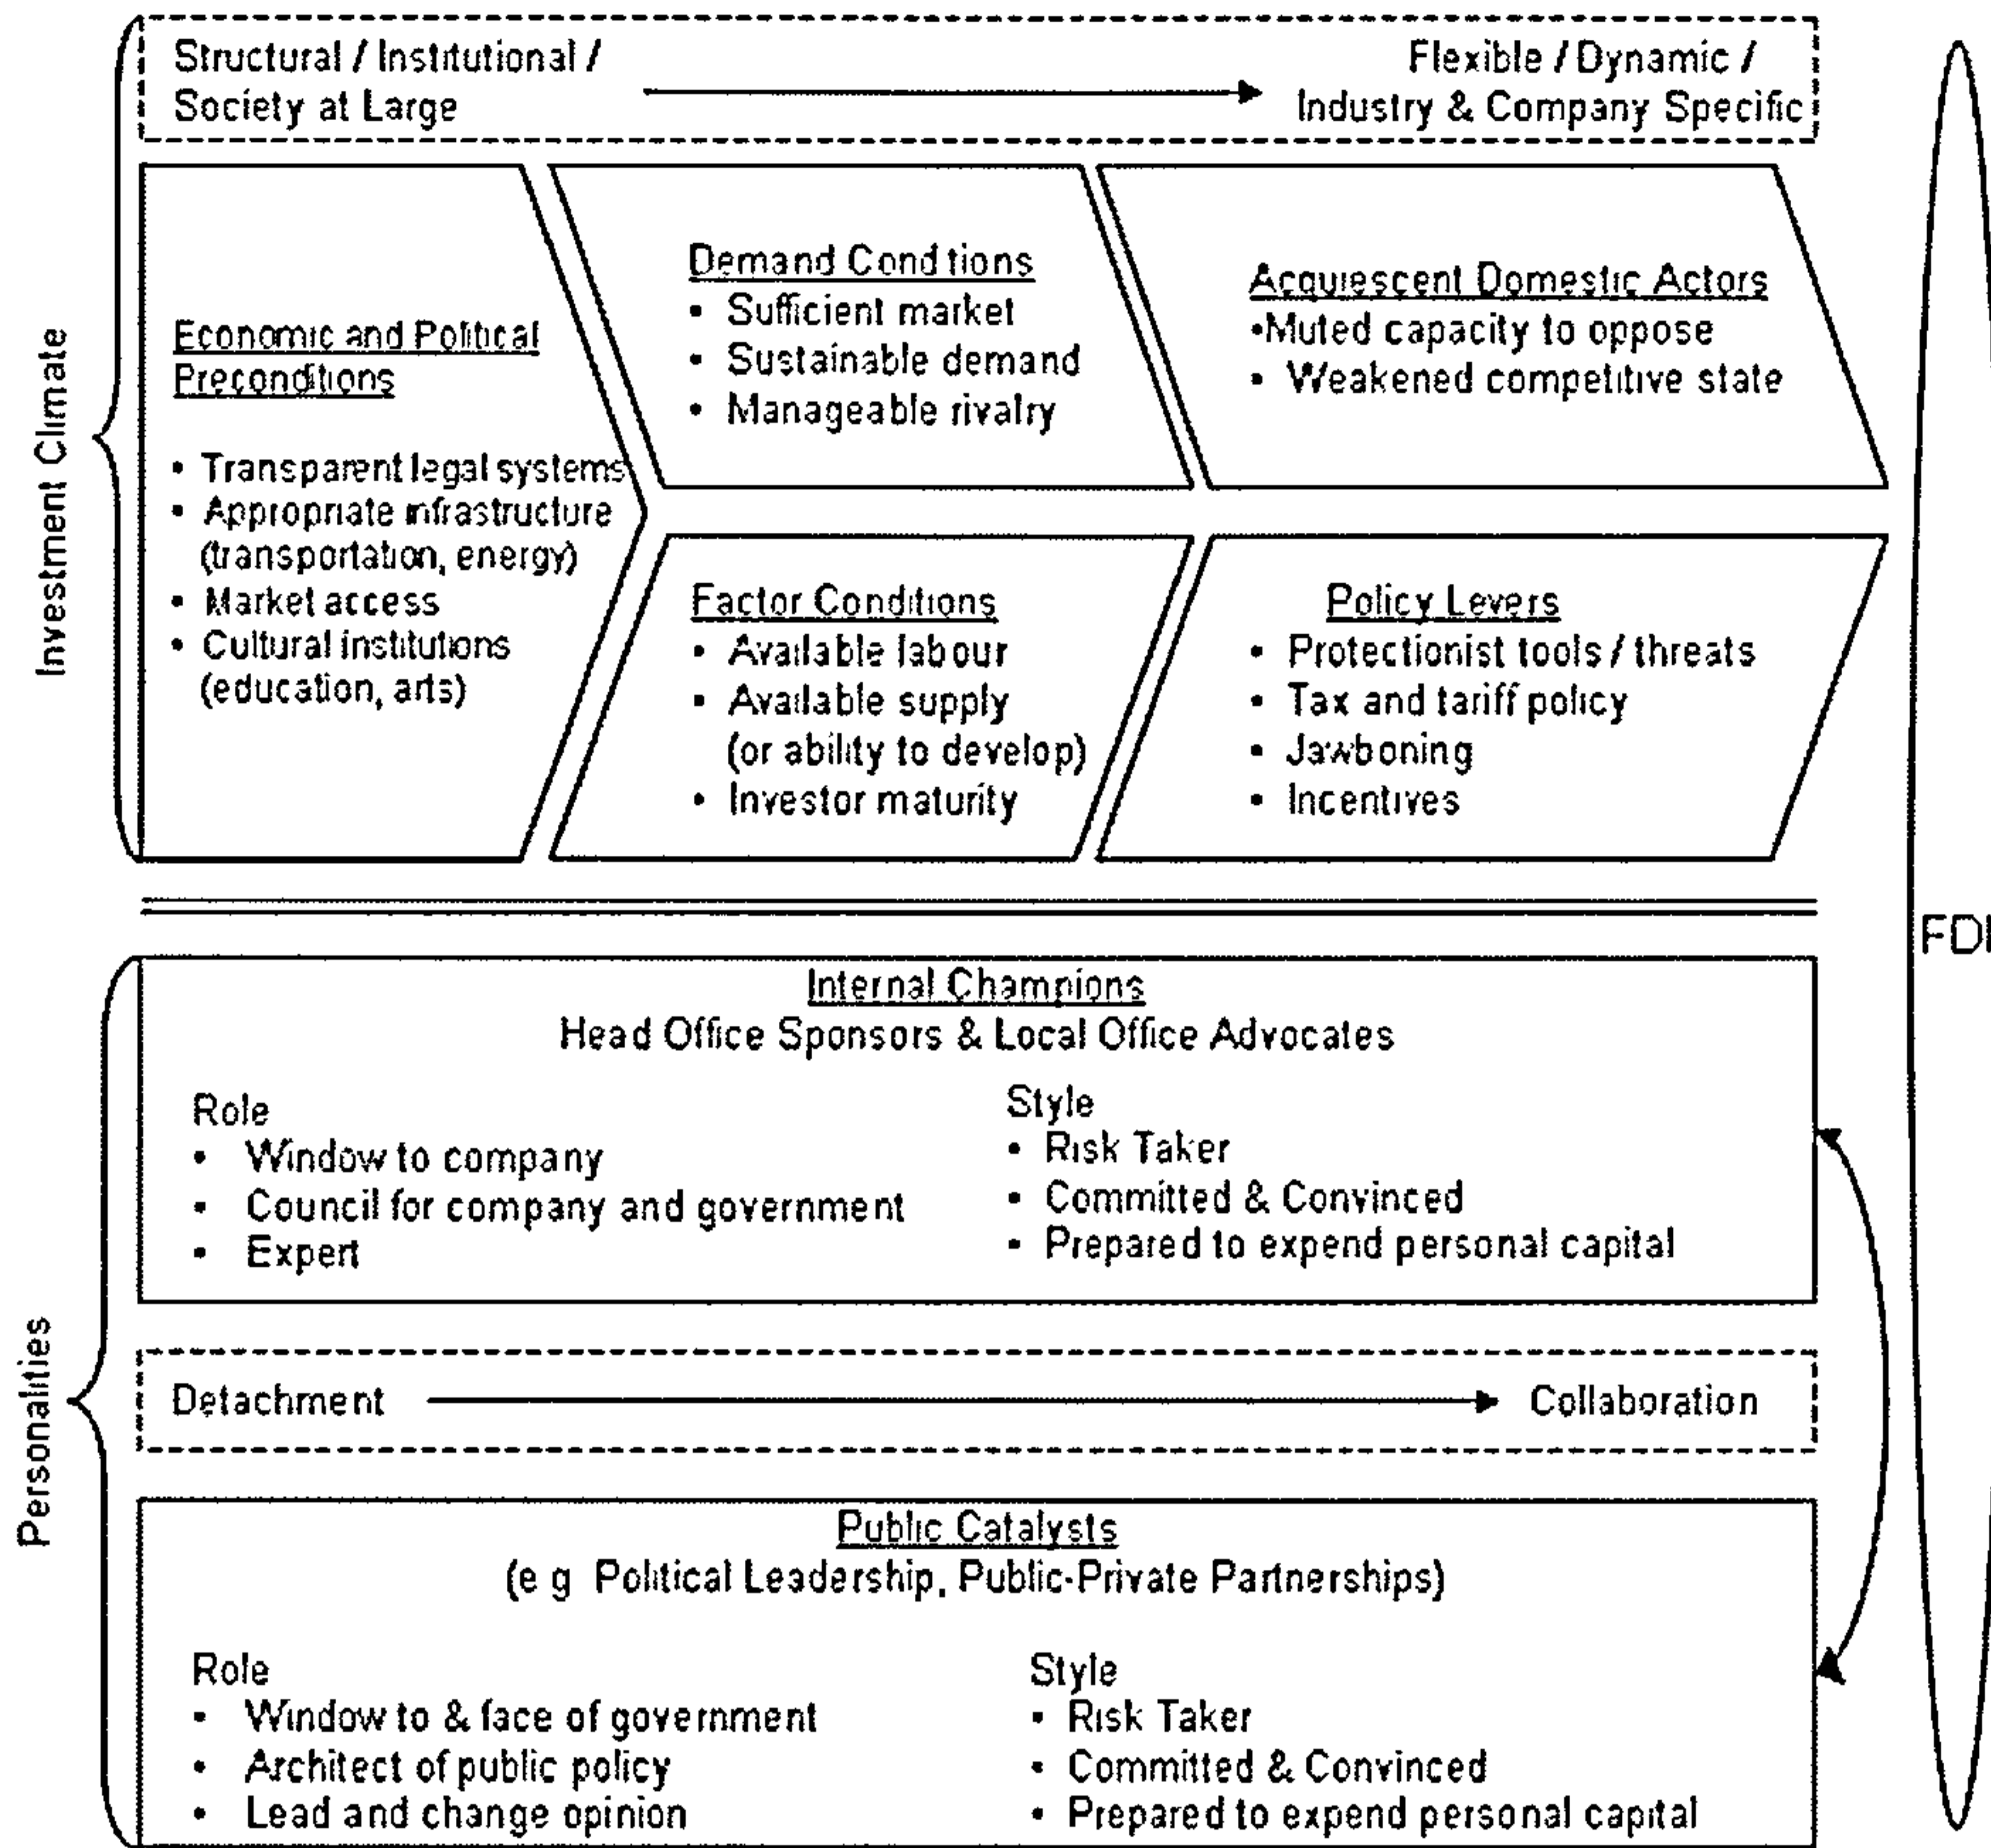 Structural / Institutional /
Society at Large
Flexible / Dynamic /
Industry & Company Specific
Investment Climate
Economic and Political
Preconditions
• Transparent legal systems
• Appropriate infrastructure
(transportation, energy)
• Market access
• Cultural institutions
(education, arts)
Demand Conditions
• Sufficient market
• Sustainable demand
• Manageable rivalry
Acquiescent Domestic Actors
•Muted capacity to oppose
• Weakened competitive state
Factor Conditions
• Available labour
• Available supply
(or ability to develop)
• Investor maturity
Policy Levers
• Protectionist tools / threats
• Tax and tariff policy
• Jawboning
• Incentives
FDI
Personalities
Internal Champions
Head Office Sponsors & Local Office Advocates
Role
• Window to company
• Council for company and government
• Expert
Style
• Risk Taker
• Committed & Convinced
• Prepared to expend personal capital
Detachment
Collaboration
Public Catalysts
(e g Political Leadership, Public-Private Partnerships)
Role
• Window to & face of government
• Architect of public policy
• Lead and change opinion
Style
• Risk Taker
• Committed & Convinced
• Prepared to expend personal capital